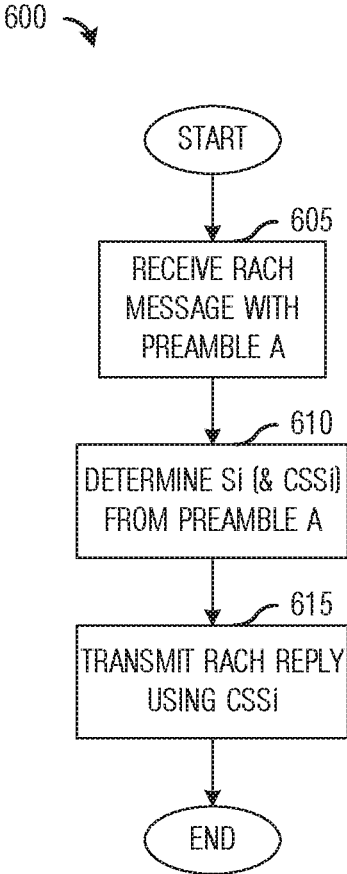 600
START
605
RECEIVE RACH
MESSAGE WITH
PREAMBLE A
610
DETERMINE Si (& CSSi)
FROM PREAMBLE A
615
TRANSMIT RACH REPLY
USING CSSi
END